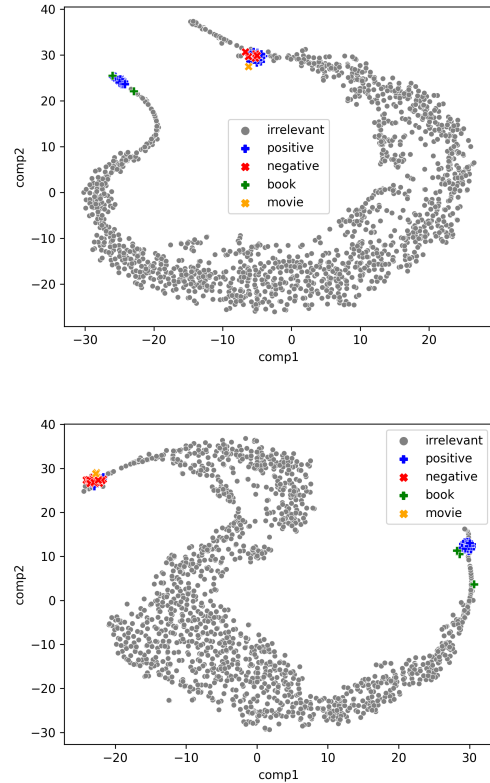 40
30
20
10
0
−10
−20
comp2
irrelevant
positive
negative
book
movie
−30 −20 −10 0 10 20
comp1
40
30
20
10
0
−10
−20
−30
comp2
irrelevant
positive
negative
book
movie
−20 −10 0 10 20 30
comp1